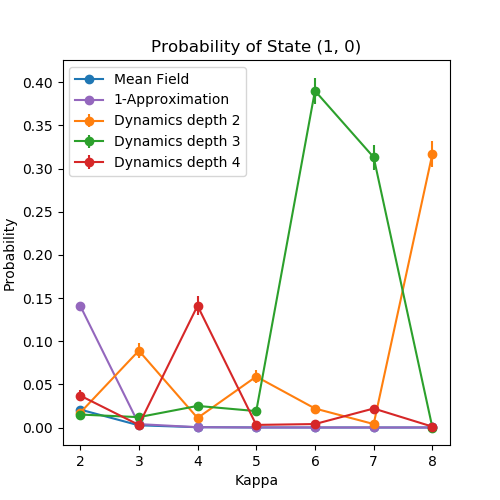 Probability of State (1, 0)
Mean Field
1-Approximation
Dynamics depth 2
Dynamics depth 3
Dynamics depth 4
Probability
0.40
0.35
0.30
0.25
0.20
0.15
0.10
0.05
0.00
2 3 4 5 6 7 8
Kappa